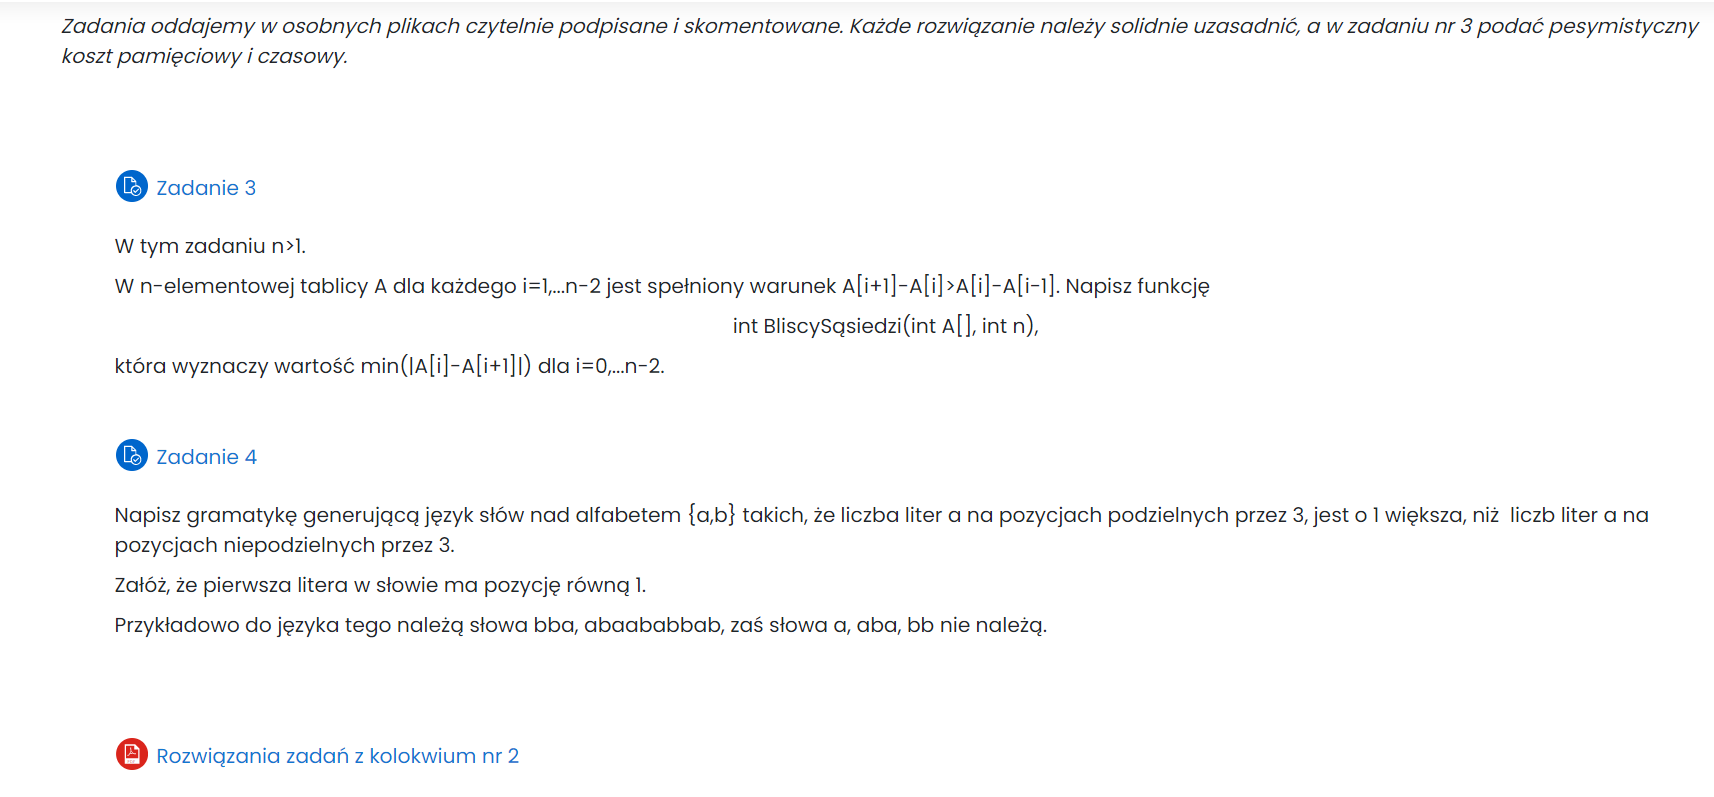 Zadania oddajemy w osobnych plikach czytelnie podpisane i skomentowane. Każde rozwiązanie należy solidnie uzasadnić, a w zadaniu nr 3 podać pesymistyczny
koszt pamięciowy i czasowy.
Zadanie 3
W tym zadaniu n>1.
W n-elementowej tablicy A dla każdego i=1,...n-2 jest spełniony warunek A[i+1]-A[i]>A[i]-A[i-1]. Napisz funkcję
int BliscySąsiedzi(int A[], int n),
która wyznaczy wartość min(|A[i]-A[i+1]|) dla i=0,...n-2.
Zadanie 4
Napisz gramatykę generującą język słów nad alfabetem {a,b} takich, że liczba liter a na pozycjach podzielnych przez 3, jest o 1 większa, niż liczb liter a na
pozycjach niepodzielnych przez 3.
Załóż, że pierwsza litera w słowie ma pozycję równą 1.
Przykładowo do języka tego należą słowa bba, abaababbab, zaś słowa a, aba, bb nie należą.
Rozwiązania zadań z kolokwium nr 2